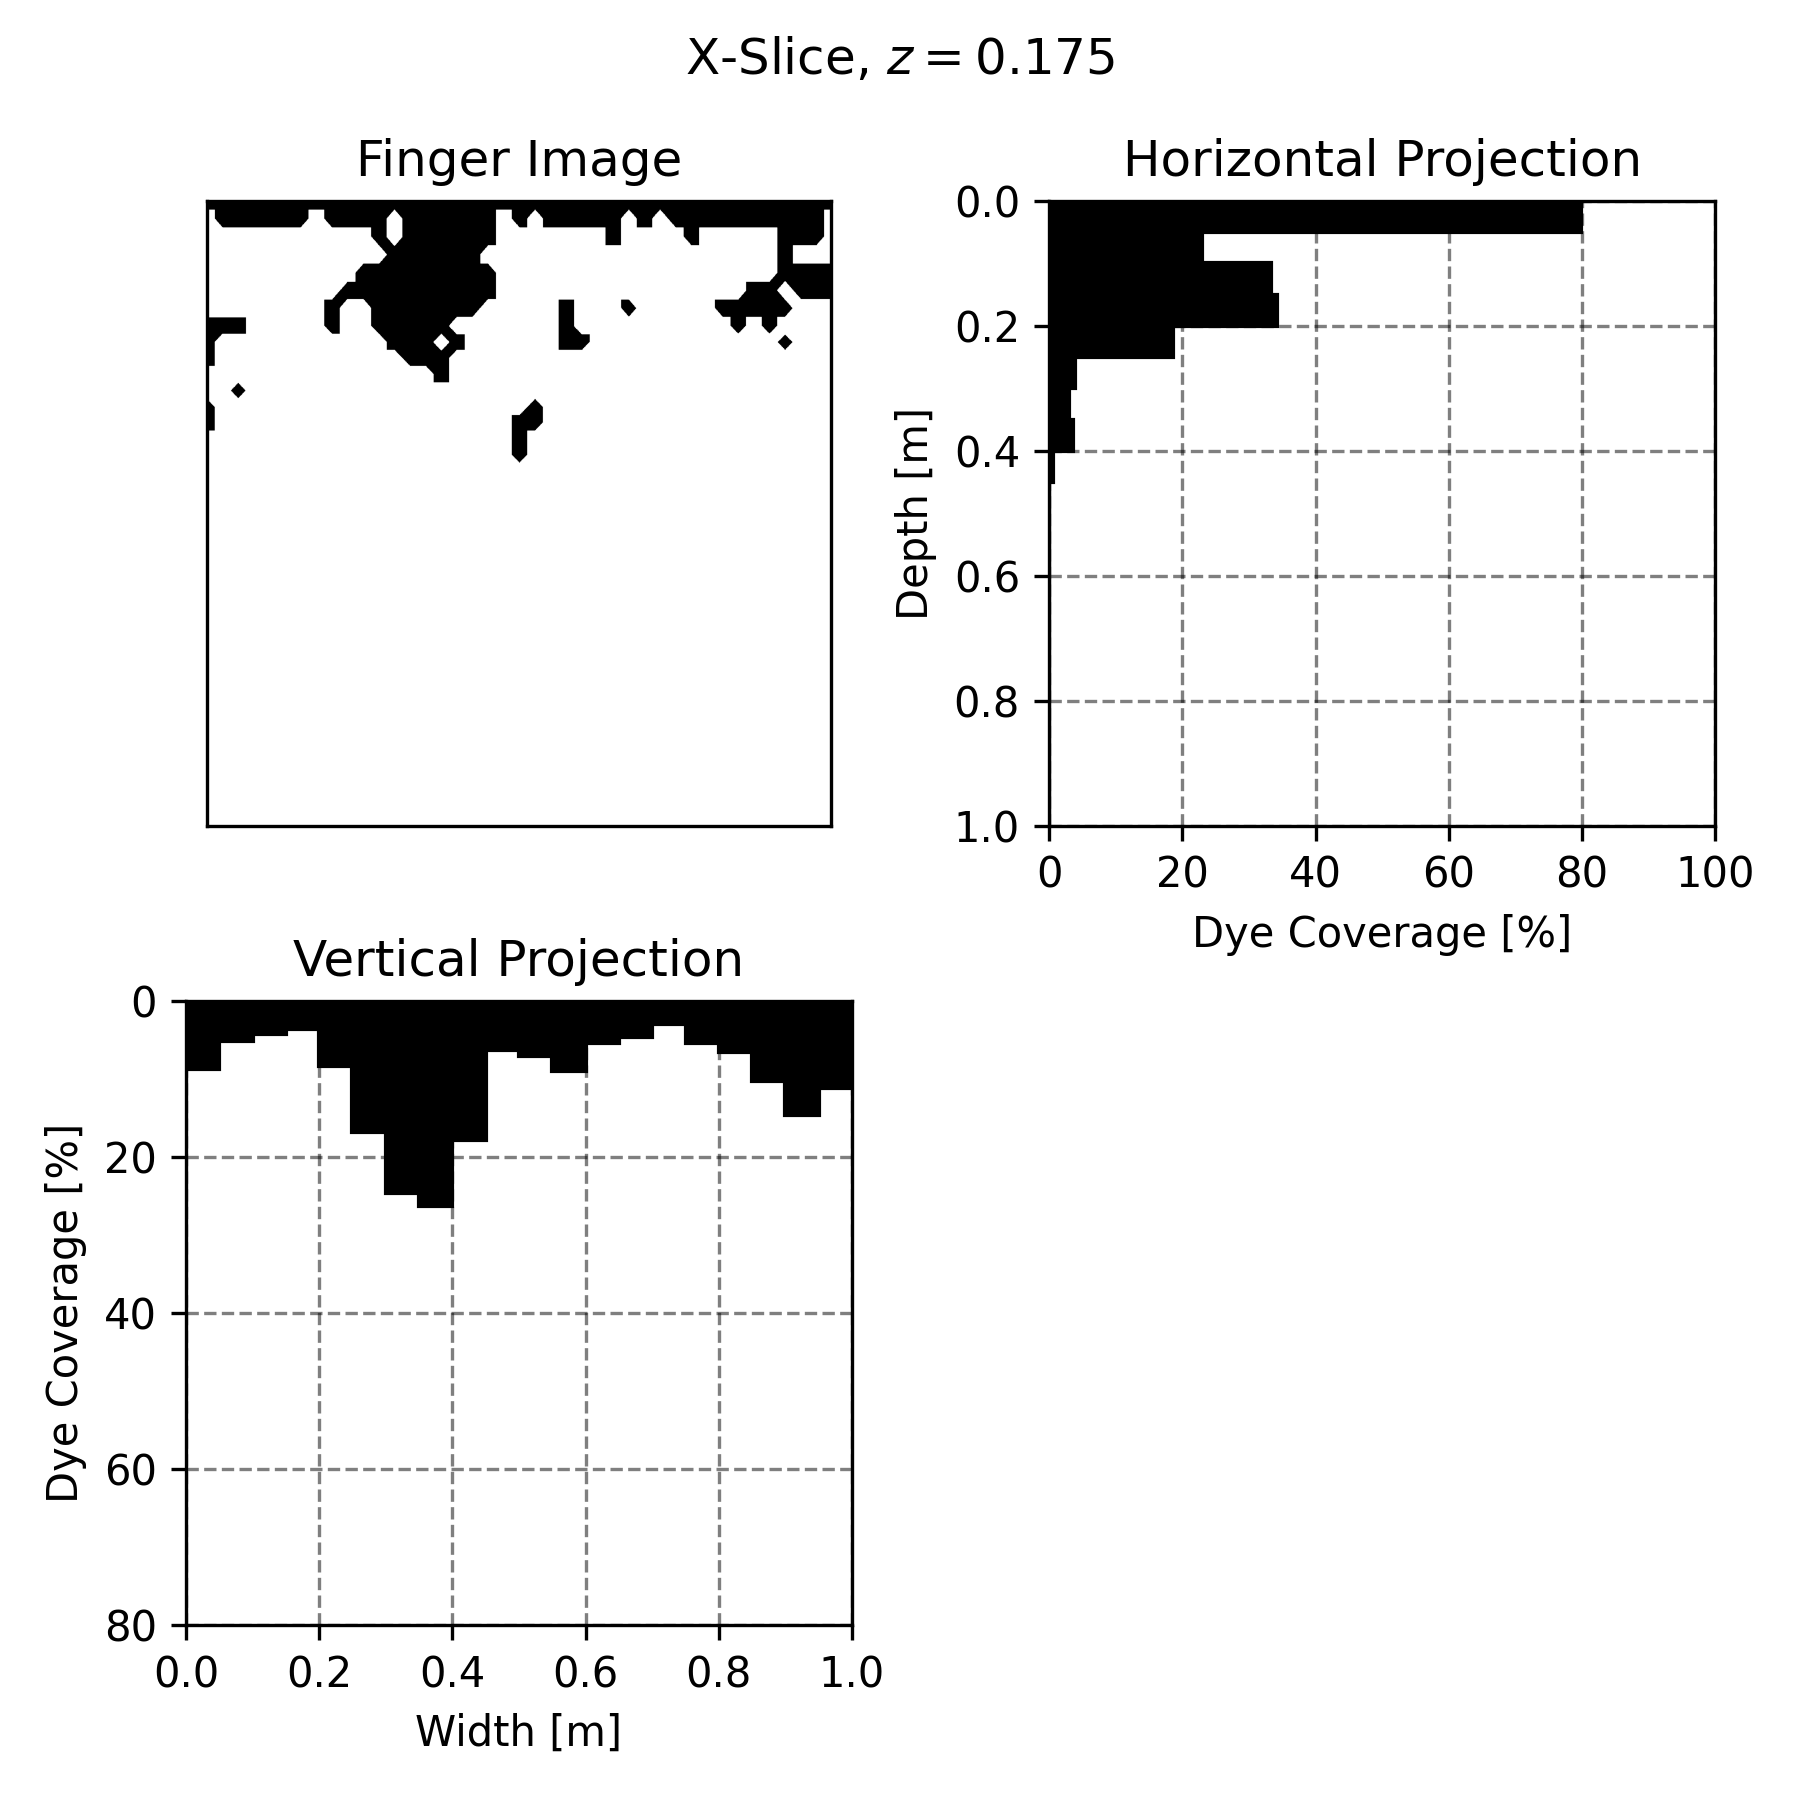 X-Slice, z = 0.175
Finger Image
Horizontal Projection
0.0
0.2
0.4
0.6
0.8
1.0
Depth [m]
0 20 40 60 80 100
Dye Coverage [%]
Vertical Projection
0
20
40
60
80
Dye Coverage [%]
0.0 0.2 0.4 0.6 0.8 1.0
Width [m]